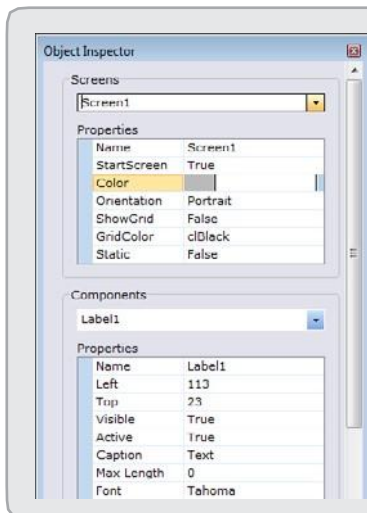 Object Inspector
Screens
Screen1
Properties
Name Screen1
StartScreen True
Color
Orientation Portrait
ShowGrid False
GridColor clBlack
Static False
Components
Label1
Properties
Name Label1
Left 113
Top 23
Visible True
Active True
Caption Text
Max Length 0
Font Tahoma